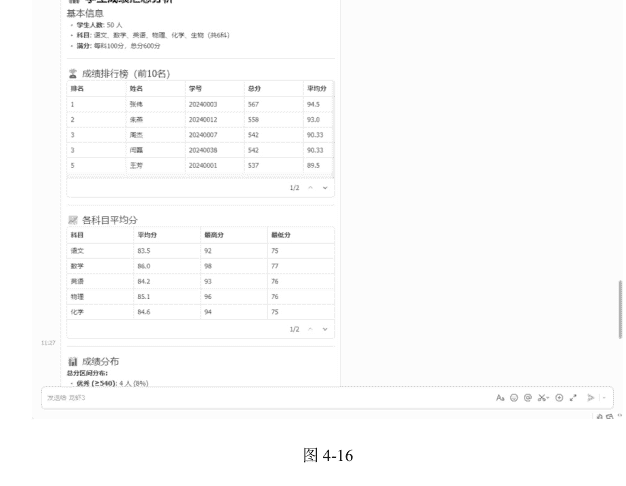 学生成绩汇总分析
基本信息
• 学生人数: 50 人
• 科目: 语文、数学、英语、物理、化学、生物（共6科）
• 满分: 每科100分，总分600分
成绩排行榜（前10名）
排名 姓名 学号 总分 平均分
1 张伟 20240003 567 94.5
2 朱燕 20240012 558 93.0
3 周杰 20240007 542 90.33
3 闫磊 20240038 542 90.33
5 王芳 20240001 537 89.5
1/2
各科目平均分
科目 平均分 最高分 最低分
语文 83.5 92 75
数学 86.0 98 77
英语 84.2 93 76
物理 85.1 96 76
化学 84.6 94 75
1/2
11:27
成绩分布
总分区间分布:
• 优秀 (≥540): 4 人 (8%)
发送给
Aa
图 4-16